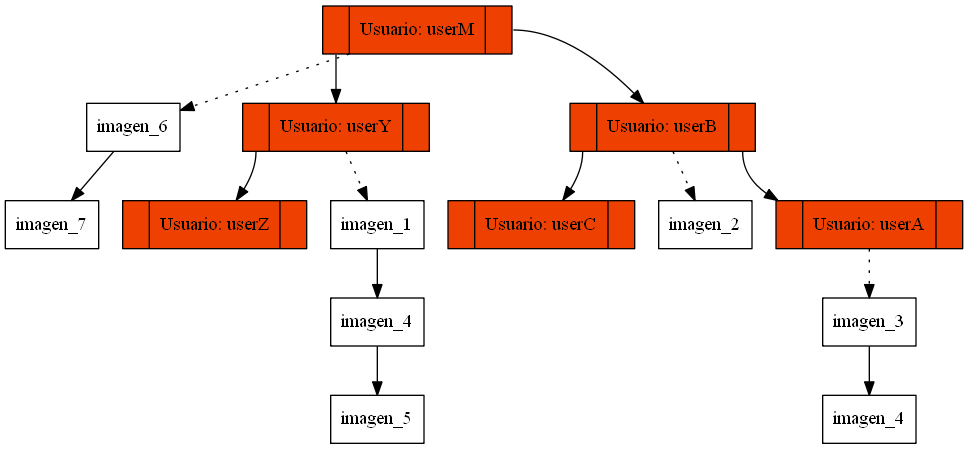 Usuario: userM
imagen_6
Usuario: userY
Usuario: userB
imagen_7
Usuario: userZ
imagen_1
Usuario: userC
imagen_2
Usuario: userA
imagen_4
imagen_3
imagen_5
imagen_4